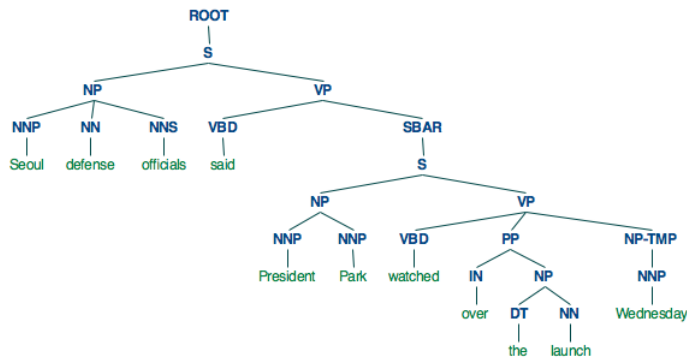 ROOT
S
NP VP
NNP NN NNS VBD SBAR
Seoul defense officials said
S
NP VP
NNP NNP VBD PP NP-TMP
President Park watched IN NP NNP
over DT NN Wednesday
the launch